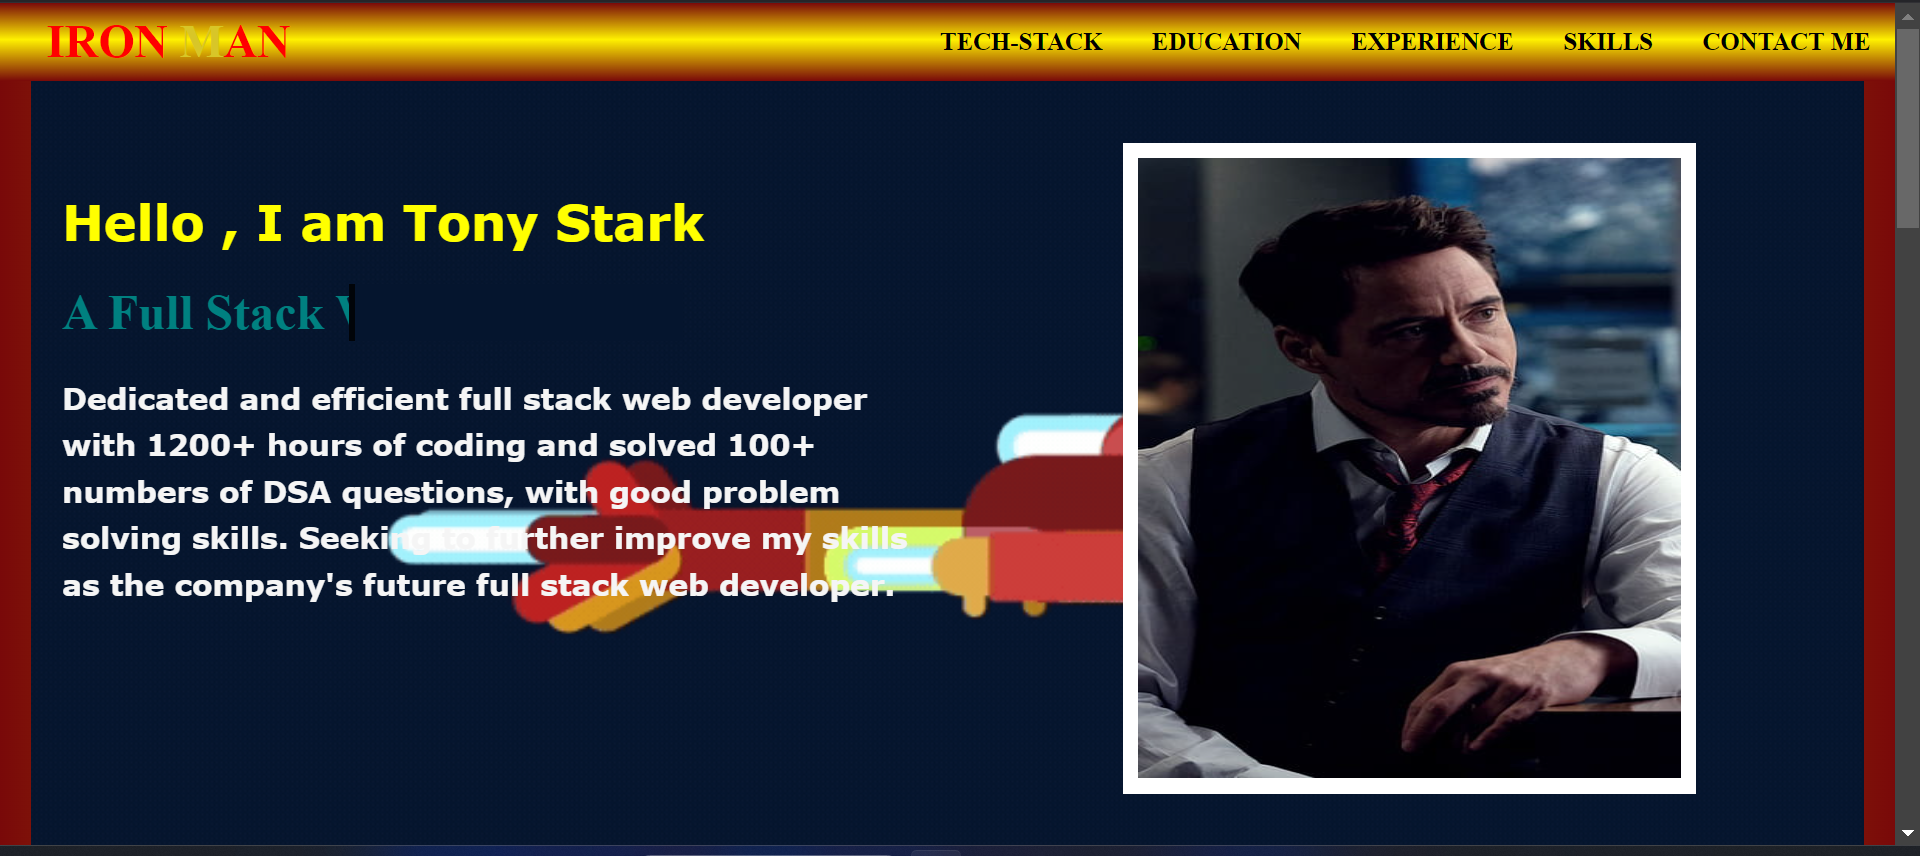 IRON MAN
TECH-STACK EDUCATION EXPERIENCE SKILLS CONTACT ME
Hello , I am Tony Stark
A Full Stack
Dedicated and efficient full stack web developer
with 1200+ hours of coding and solved 100+
numbers of DSA questions, with good problem
solving skills. Seeking to further improve my skills
as the company's future full stack web developer.